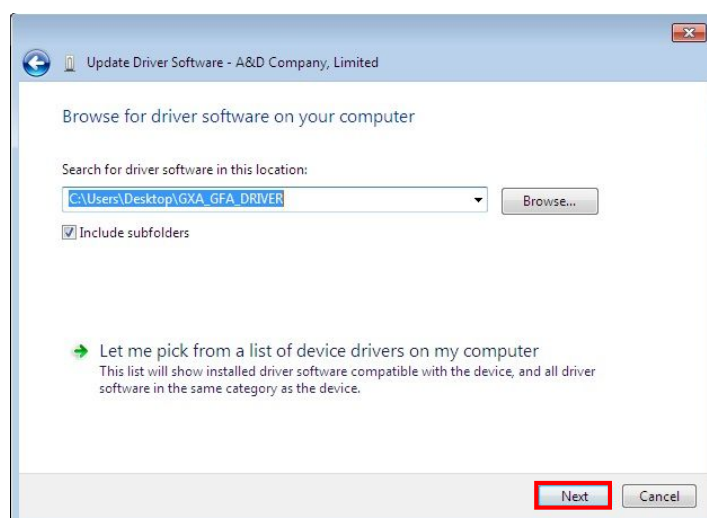 Update Driver Software - A&D Company, Limited
Browse for driver software on your computer
Search for driver software in this location:
C:\Users\Desktop\GXA_GFA_DRIVER
Browse...
Include subfolders
Let me pick from a list of device drivers on my computer
This list will show installed driver software compatible with the device, and all driver
software in the same category as the device.
Next
Cancel